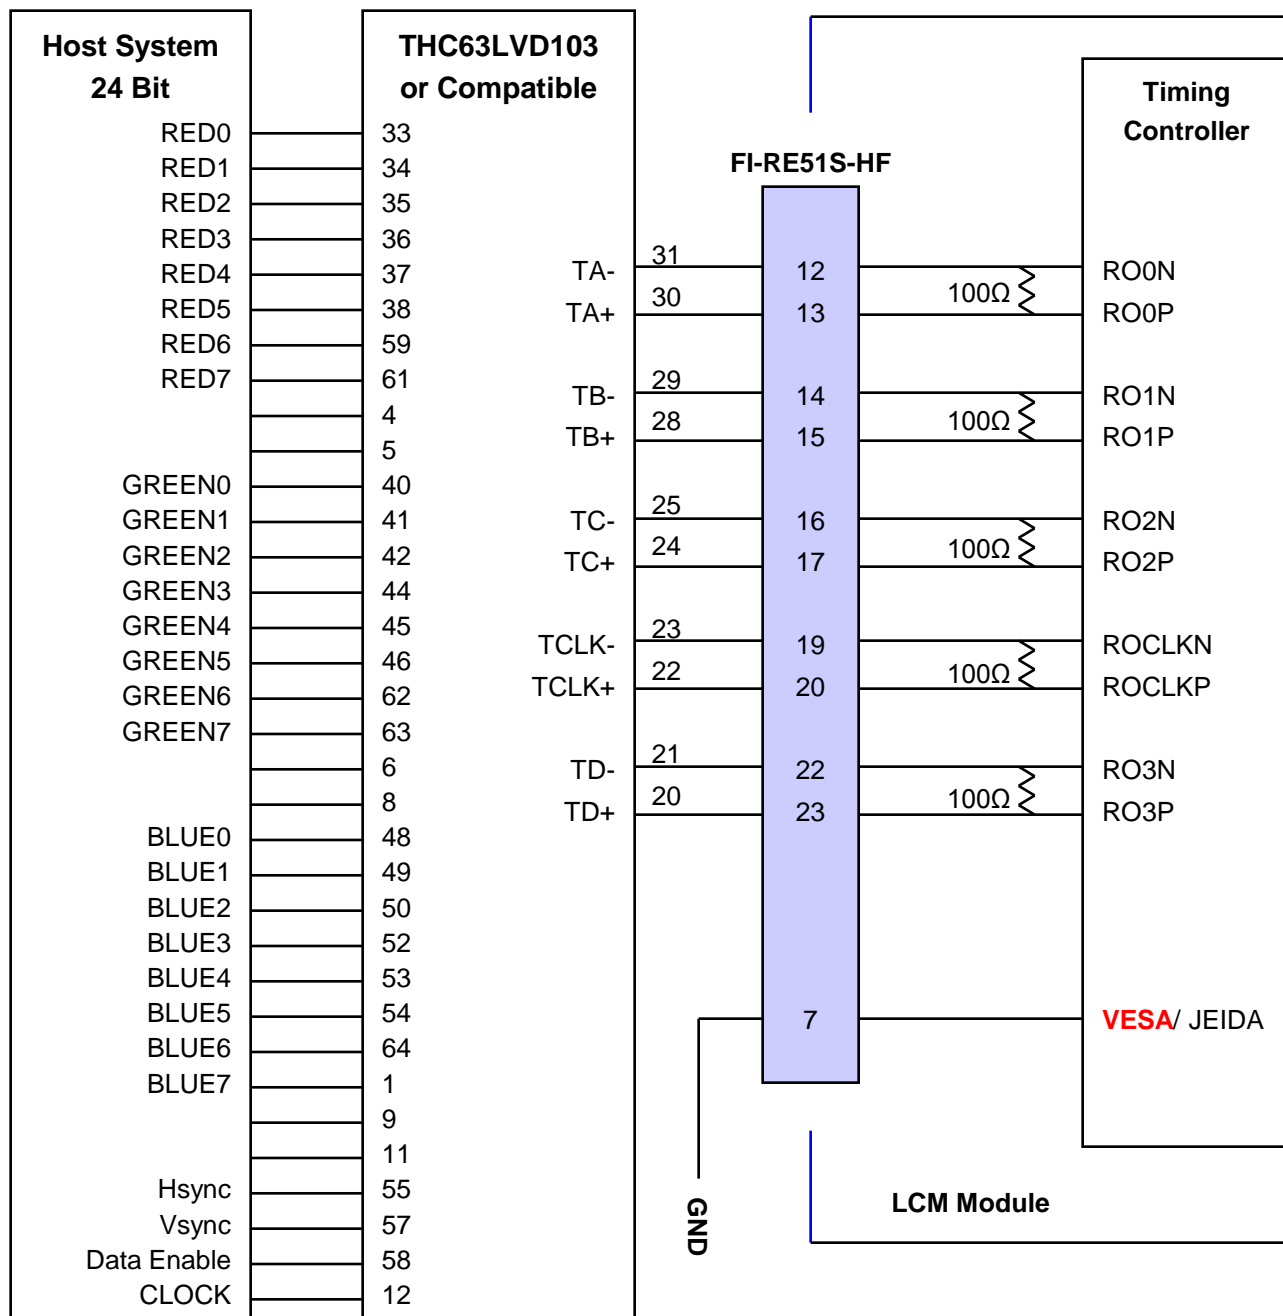 Host System
24 Bit
RED0
RED1
RED2
RED3
RED4
RED5
RED6
RED7
GREEN0
GREEN1
GREEN2
GREEN3
GREEN4
GREEN5
GREEN6
GREEN7
BLUE0
BLUE1
BLUE2
BLUE3
BLUE4
BLUE5
BLUE6
BLUE7
Hsync
Vsync
Data Enable
CLOCK
THC63LVD103
or Compatible
33
34
35
36
37
38
59
61
4
5
40
41
42
44
45
46
62
63
6
8
48
49
50
52
53
54
64
1
9
11
55
57
58
12
TA-
TA+
TB-
TB+
TC-
TC+
TCLK-
TCLK+
TD-
TD+
31
30
29
28
25
24
23
22
21
20
GND
FI-RE51S-HF
12
13
14
15
16
17
19
20
22
23
7
100Ω
100Ω
100Ω
100Ω
100Ω
Timing
Controller
RO0N
RO0P
RO1N
RO1P
RO2N
RO2P
ROCLKN
ROCLKP
RO3N
RO3P
VESA/ JEIDA
LCM Module